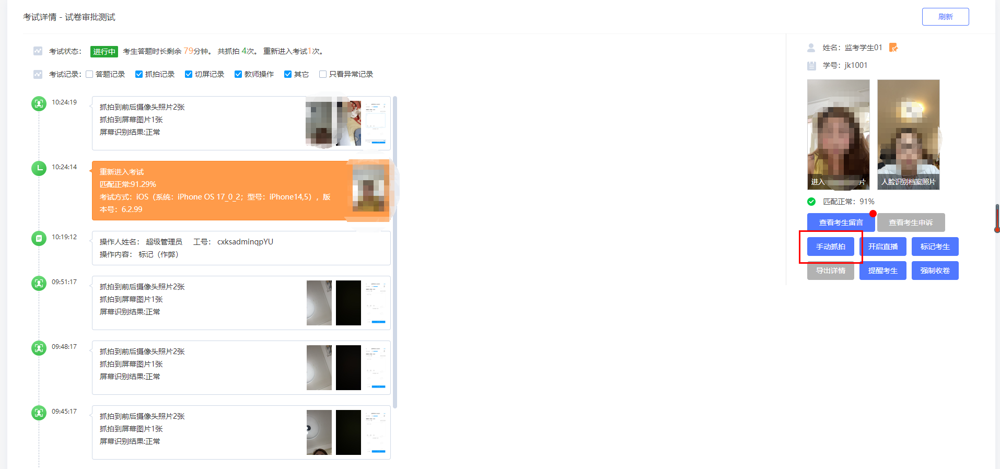 考试详情 - 试卷审批测试
刷新
考试状态： 进行中 考生答题时长剩余 79分钟。 共抓拍 4次。 重新进入考试1次。
考试记录： 答题记录 抓拍记录 切屏记录 教师操作 其它 只看异常记录
10:24:19
抓拍到前后摄像头照片2张
抓拍到屏幕图片1张
屏幕识别结果:正常
10:24:14
重新进入考试
匹配正常:91.29%
考试方式：iOS（系统：iPhone OS 17_0_2；型号：iPhone14,5），版
本号：6.2.99
10:19:12
操作人姓名： 超级管理员 工号： cxksadminqpYU
操作内容： 标记（作弊）
09:51:17
抓拍到前后摄像头照片2张
抓拍到屏幕图片1张
屏幕识别结果:正常
09:48:17
抓拍到前后摄像头照片2张
抓拍到屏幕图片1张
屏幕识别结果:正常
09:45:17
抓拍到前后摄像头照片2张
抓拍到屏幕图片1张
屏幕识别结果:正常
姓名：监考学生01
学号：jk1001
进入 片
人脸识别档案照片
匹配正常：91%
查看考生留言 查看考生申诉
手动抓拍 开启直播 标记考生
导出详情 提醒考生 强制收卷